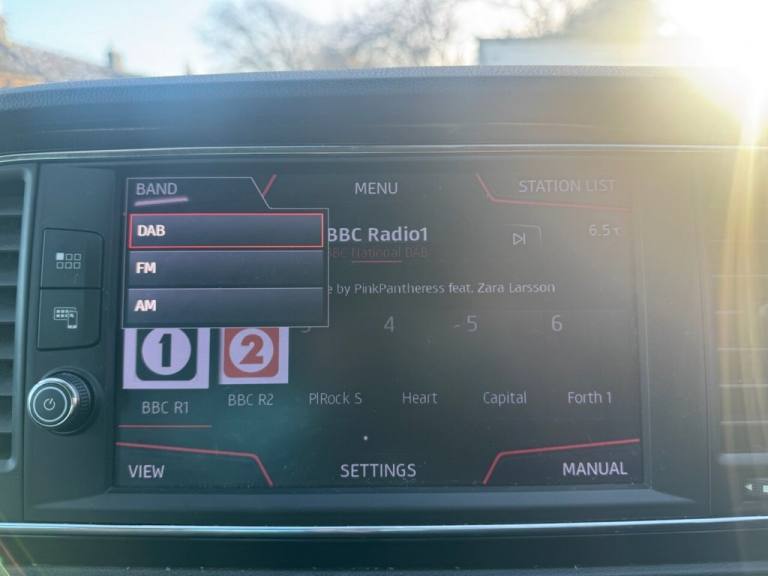 BAND
MENU
STATION LIST
DAB
FM
AM
BBC Radio1
BBC National DAB
6.5
e by PinkPantheress feat. Zara Larsson
1
2
3
4
5
6
BBC R1
BBC R2
PlRock S
Heart
Capital
Forth 1
VIEW
SETTINGS
MANUAL